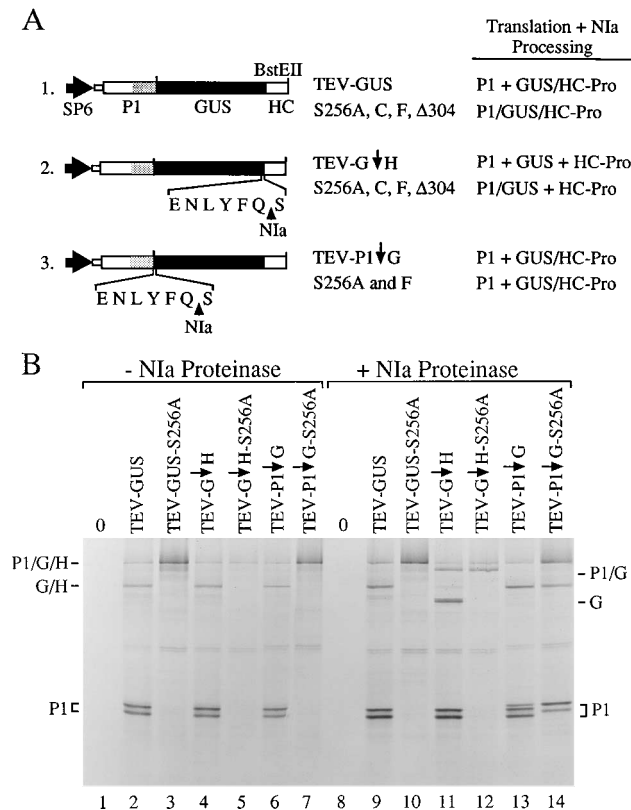 A
Translation + NIa
Processing
BstEII
1.
SP6
P1
GUS
HC
TEV-GUS
P1 + GUS/HC-Pro
S256A, C, F, Δ304
P1/GUS/HC-Pro
2.
TEV-G↓H
P1 + GUS + HC-Pro
S256A, C, F, Δ304
P1/GUS + HC-Pro
E N L Y F Q S
NIa
3.
TEV-P1↓G
P1 + GUS/HC-Pro
S256A and F
P1 + GUS/HC-Pro
E N L Y F Q S
NIa
B
- NIa Proteinase
+ NIa Proteinase
0
TEV-GUS
TEV-GUS-S256A
TEV-G↓H
TEV-G↓H-S256A
TEV-P1↓G
TEV-P1↓G-S256A
0
TEV-GUS
TEV-GUS-S256A
TEV-G↓H
TEV-G↓H-S256A
TEV-P1↓G
TEV-P1↓G-S256A
P1/G/H
P1/G
G/H
G
P1
P1
1 2 3 4 5 6 7 8 9 10 11 12 13 14